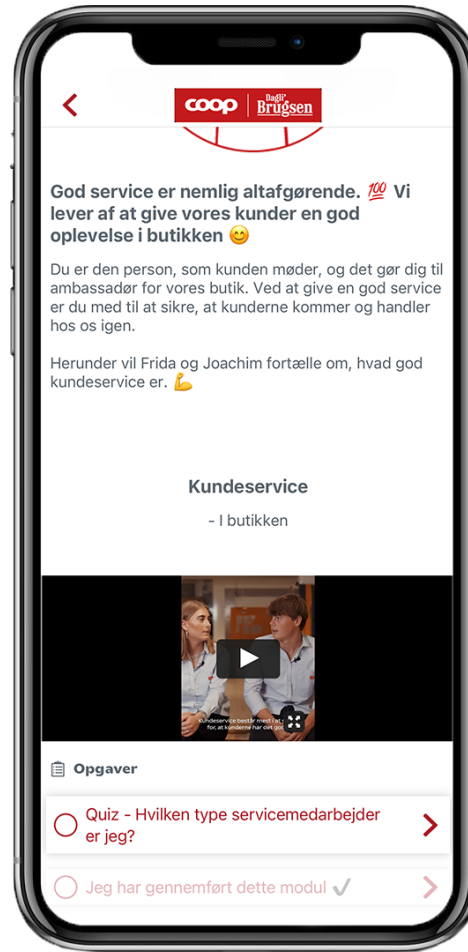 coop
Dagli'
Brugsen
God service er nemlig altafgørende. 💯 Vi
lever af at give vores kunder en god
oplevelse i butikken 😊
Du er den person, som kunden møder, og det gør dig til
ambassadør for vores butik. Ved at give en god service
er du med til at sikre, at kunderne kommer og handler
hos os igen.
Herunder vil Frida og Joachim fortælle om, hvad god
kundeservice er. 💪
Kundeservice
- I butikken
Kundeservice består mest i at s
for, at kunderne har det god
Opgaver
Quiz - Hvilken type servicemedarbejder
er jeg?
Jeg har gennemført dette modul ✓